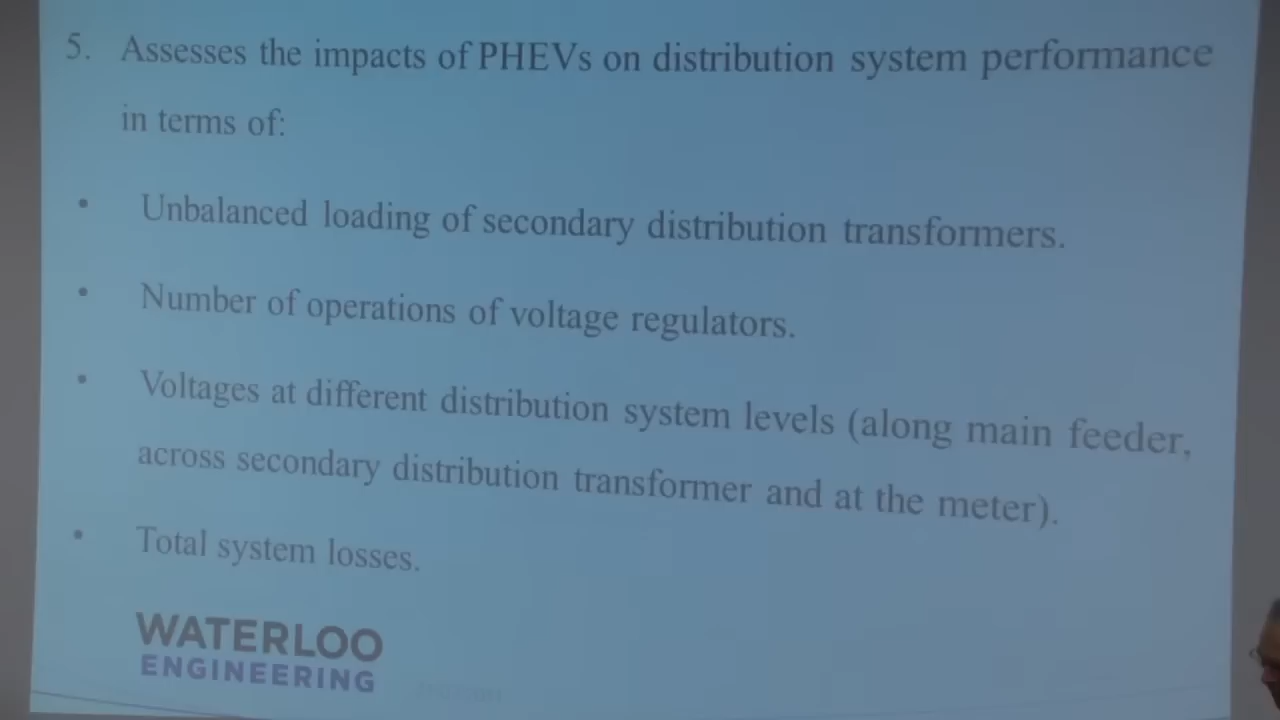 5. Assesses the impacts of PHEVs on distribution system performance
in terms of:
• Unbalanced loading of secondary distribution transformers.
• Number of operations of voltage regulators.
• Voltages at different distribution system levels (along main feeder,
across secondary distribution transformer and at the meter).
• Total system losses.
WATERLOO
ENGINEERING